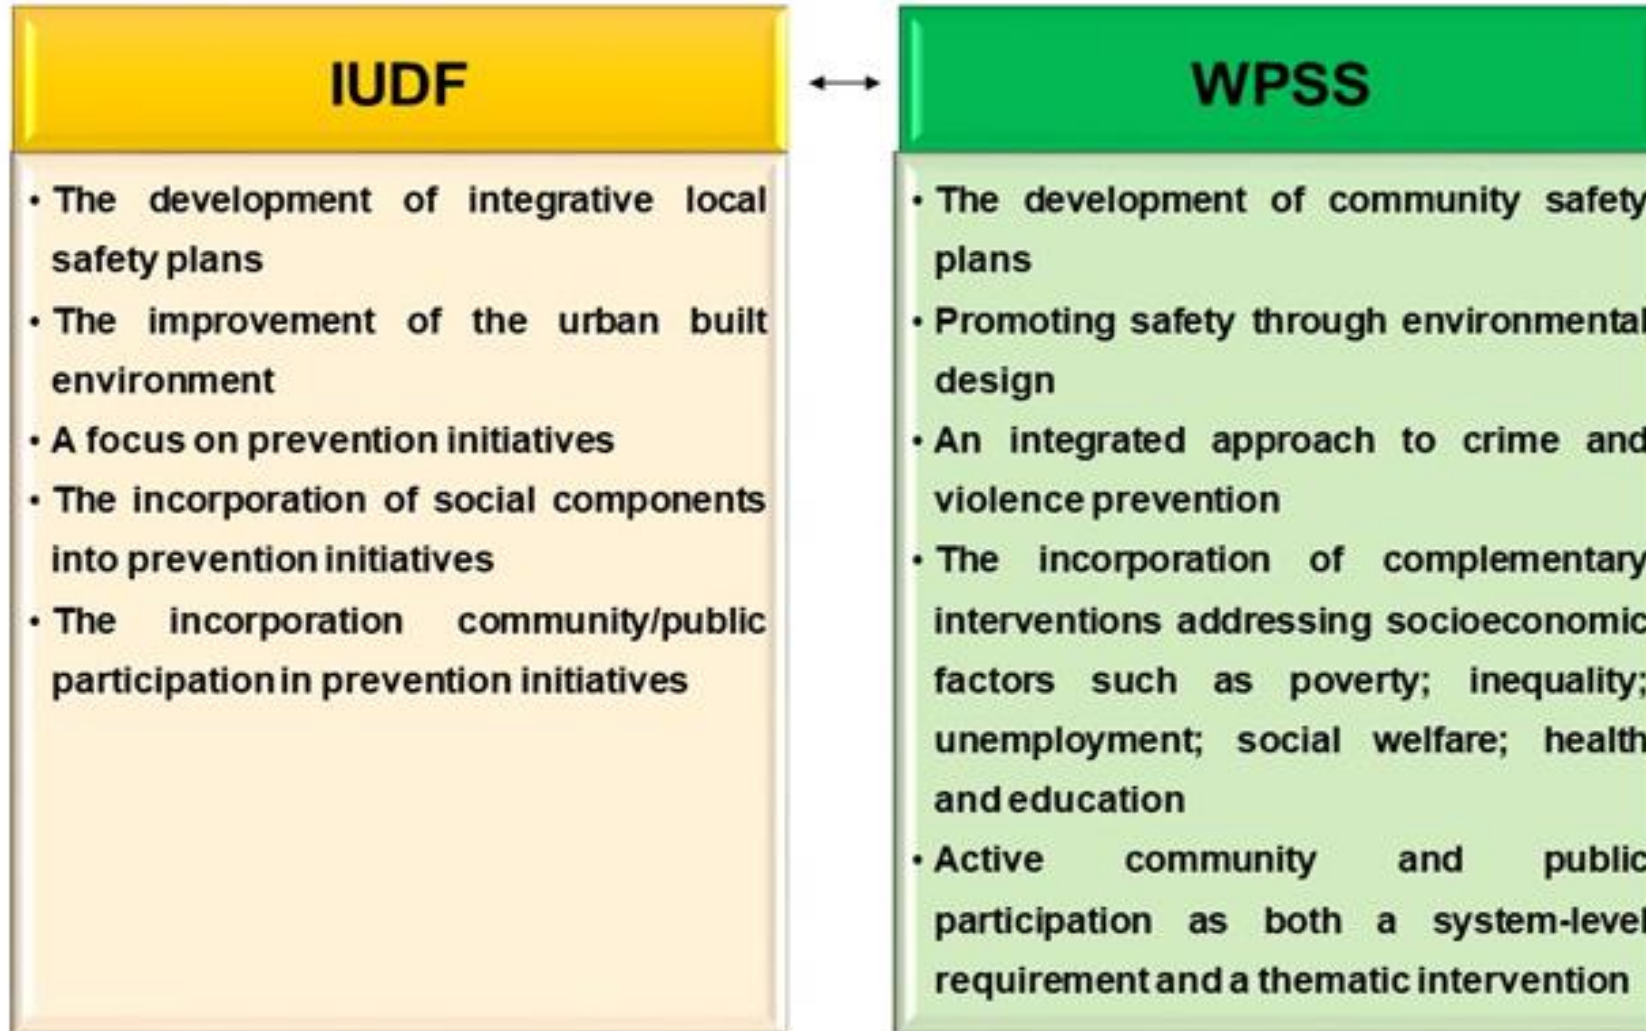 IUDF
• The development of integrative local
safety plans
• The improvement of the urban built
environment
• A focus on prevention initiatives
• The incorporation of social components
into prevention initiatives
• The incorporation community/public
participation in prevention initiatives
WPSS
• The development of community safety
plans
• Promoting safety through environmental
design
• An integrated approach to crime and
violence prevention
• The incorporation of complementary
interventions addressing socioeconomic
factors such as poverty; inequality;
unemployment; social welfare; health
and education
• Active community and public
participation as both a system-level
requirement and a thematic intervention